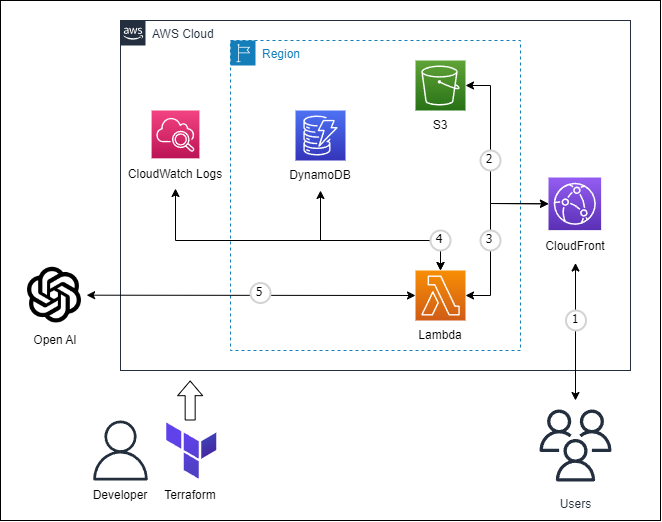 aws
AWS Cloud
Region
S3
CloudWatch Logs
DynamoDB
2
CloudFront
4
3
5
Lambda
1
Open AI
Developer
Terraform
Users